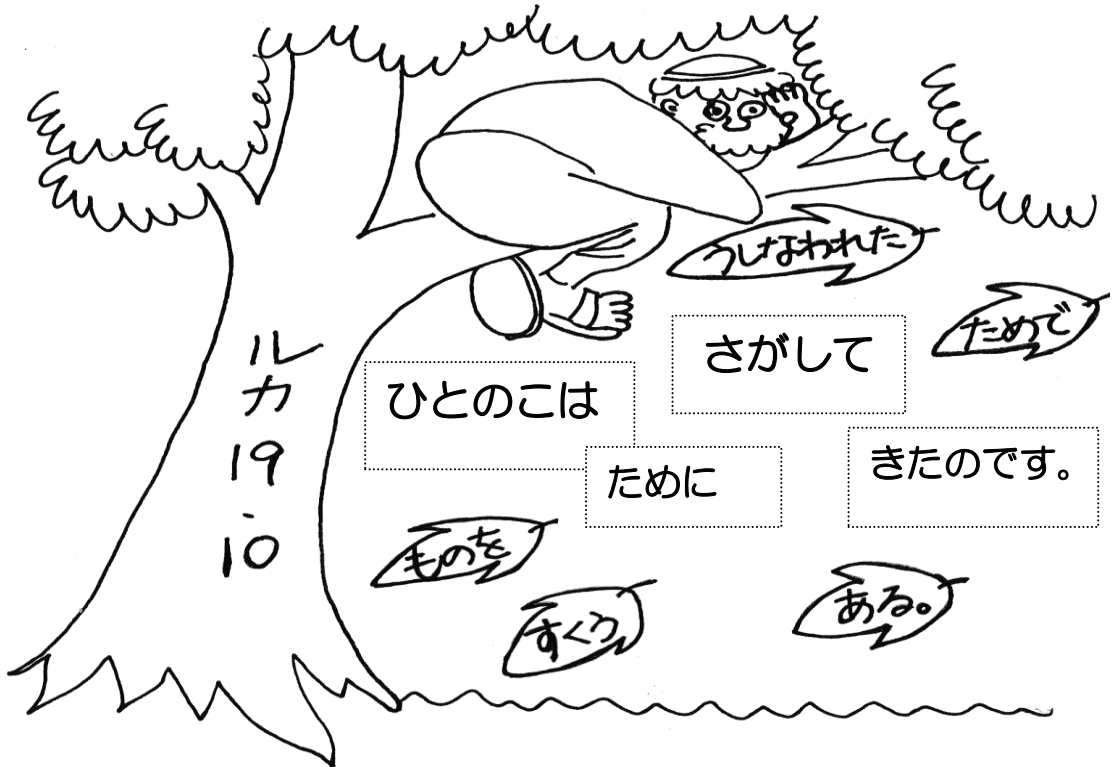 うしなわれた
ためで
さがして
ひとのこは
きたのです。
ために
ルカ
19
.
10
ものを
すくう
ある。